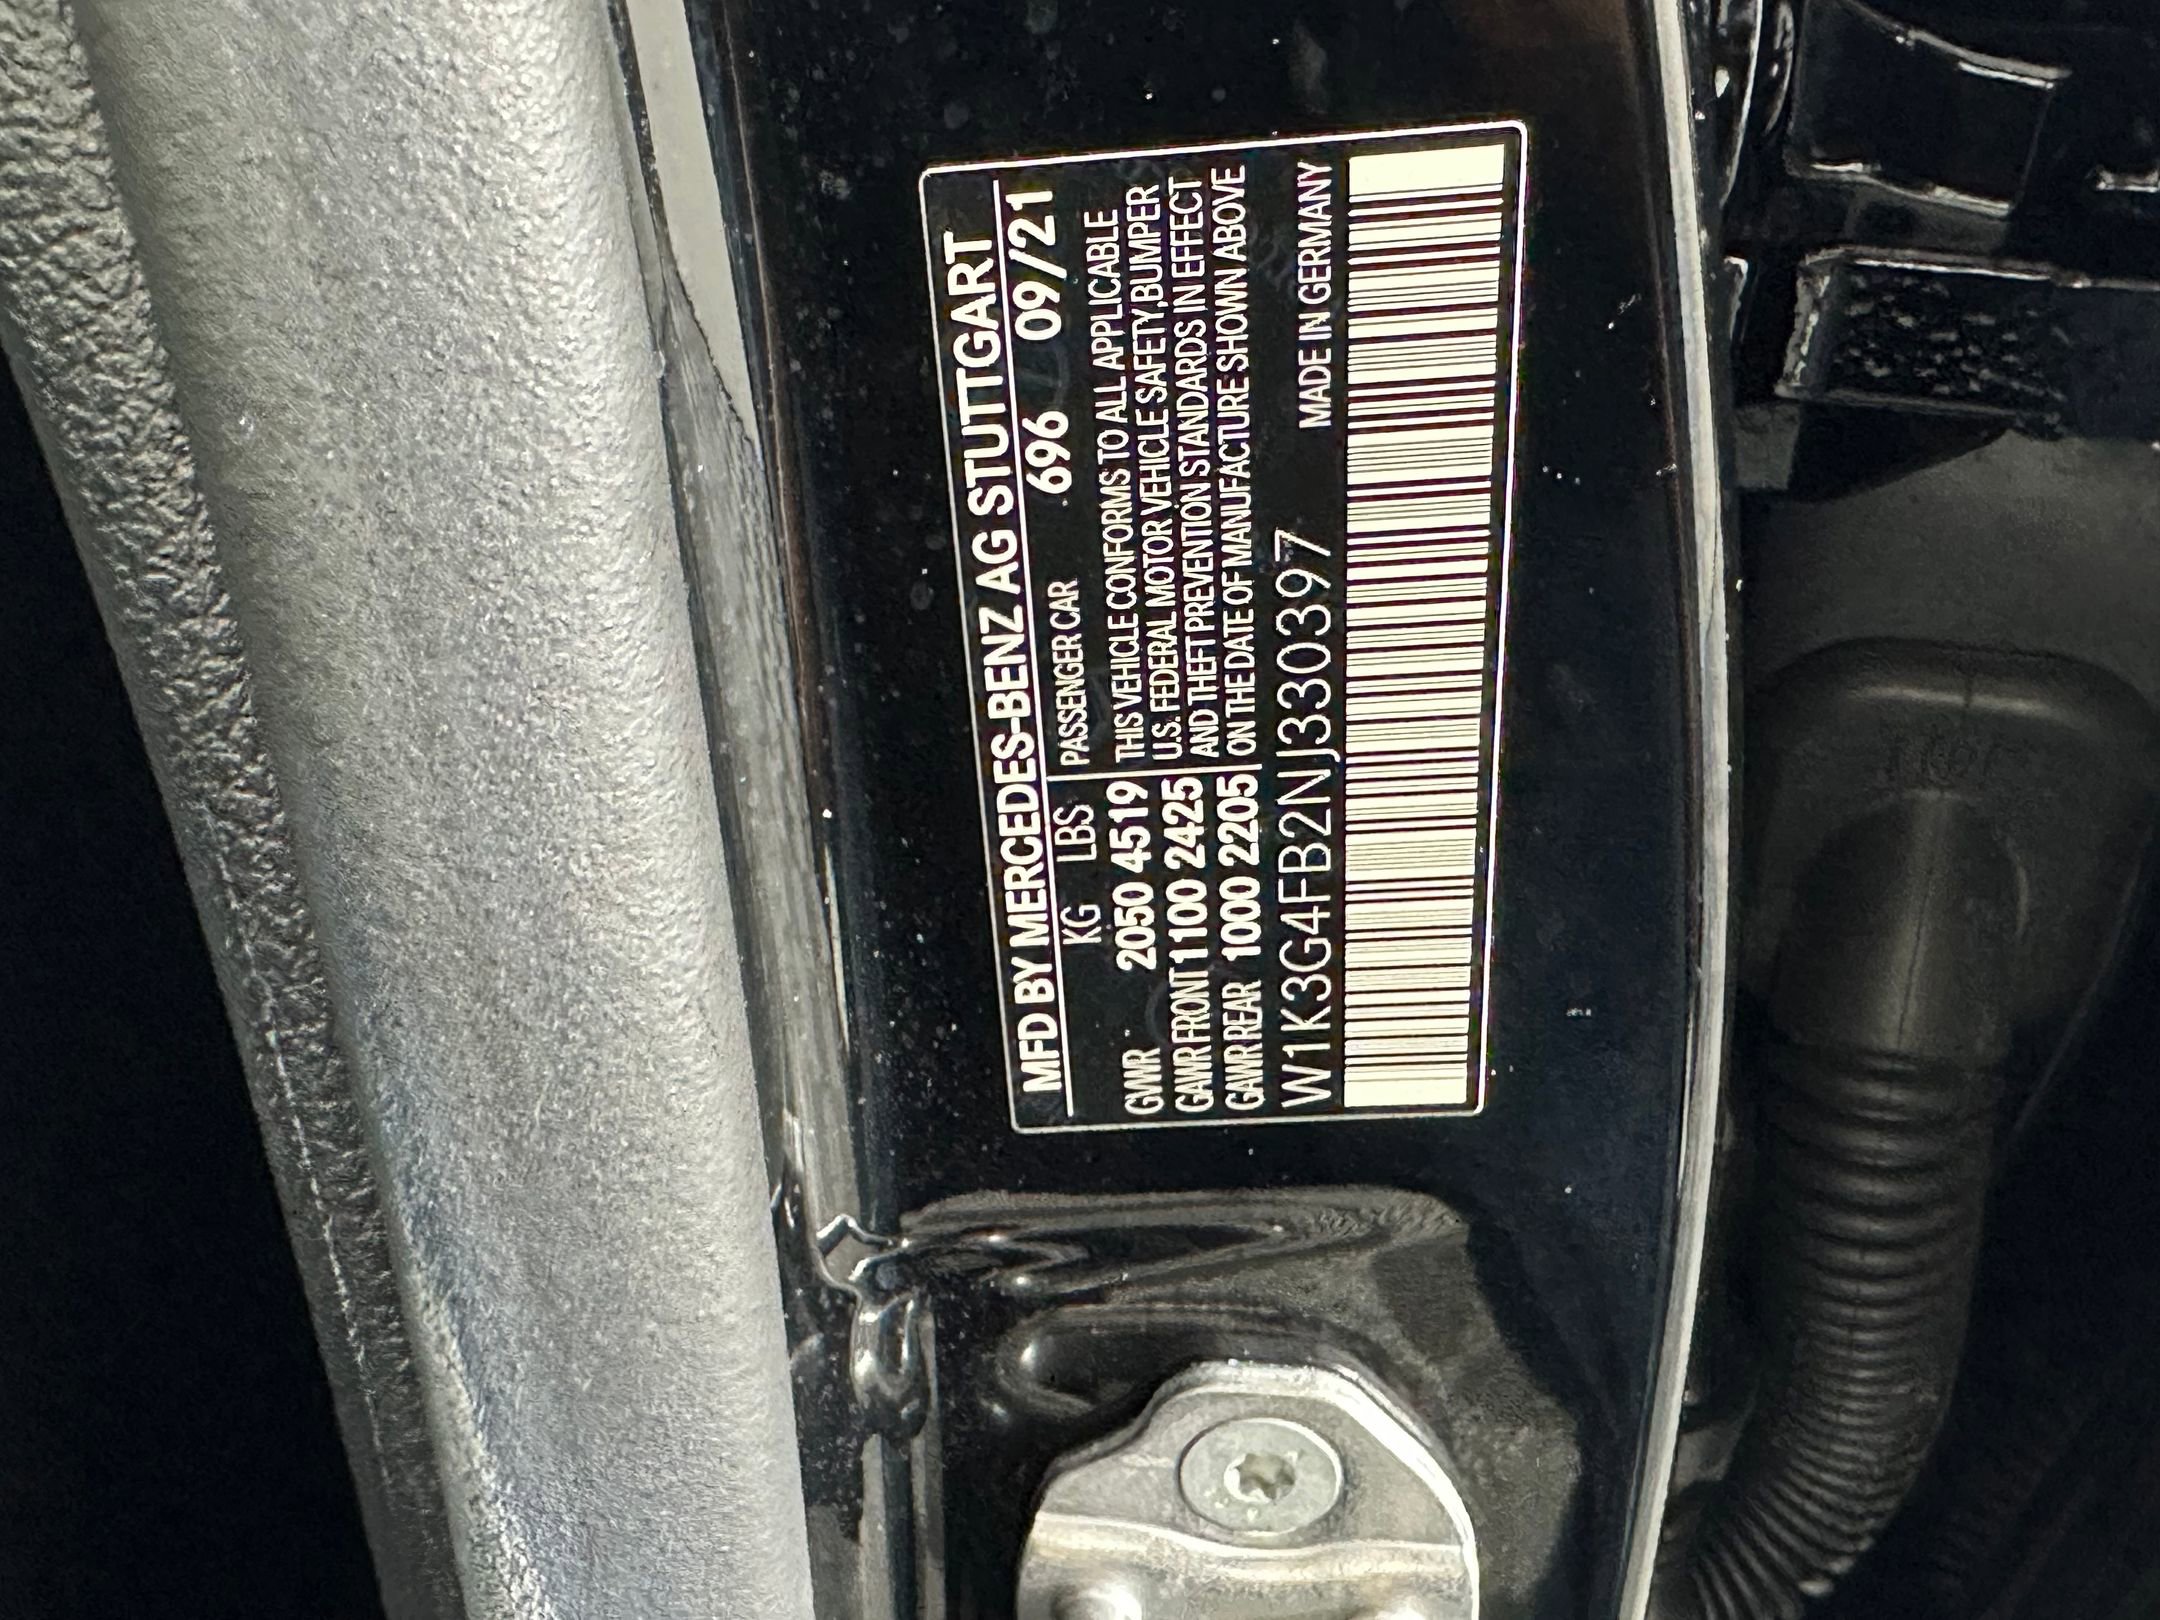 MFD BY MERCEDES-BENZ AG STUTTGART
KG LBS PASSENGER CAR 696 09/21
GVWR 2050 4519 THIS VEHICLE CONFORMS TO ALL APPLICABLE
GAWR FRONT 1100 2425 U.S. FEDERAL MOTOR VEHICLE SAFETY,BUMPER
GAWR REAR 1000 2205 AND THEFT PREVENTION STANDARDS IN EFFECT
ON THE DATE OF MANUFACTURE SHOWN ABOVE
W1K3G4FB2NJ330397 MADE IN GERMANY